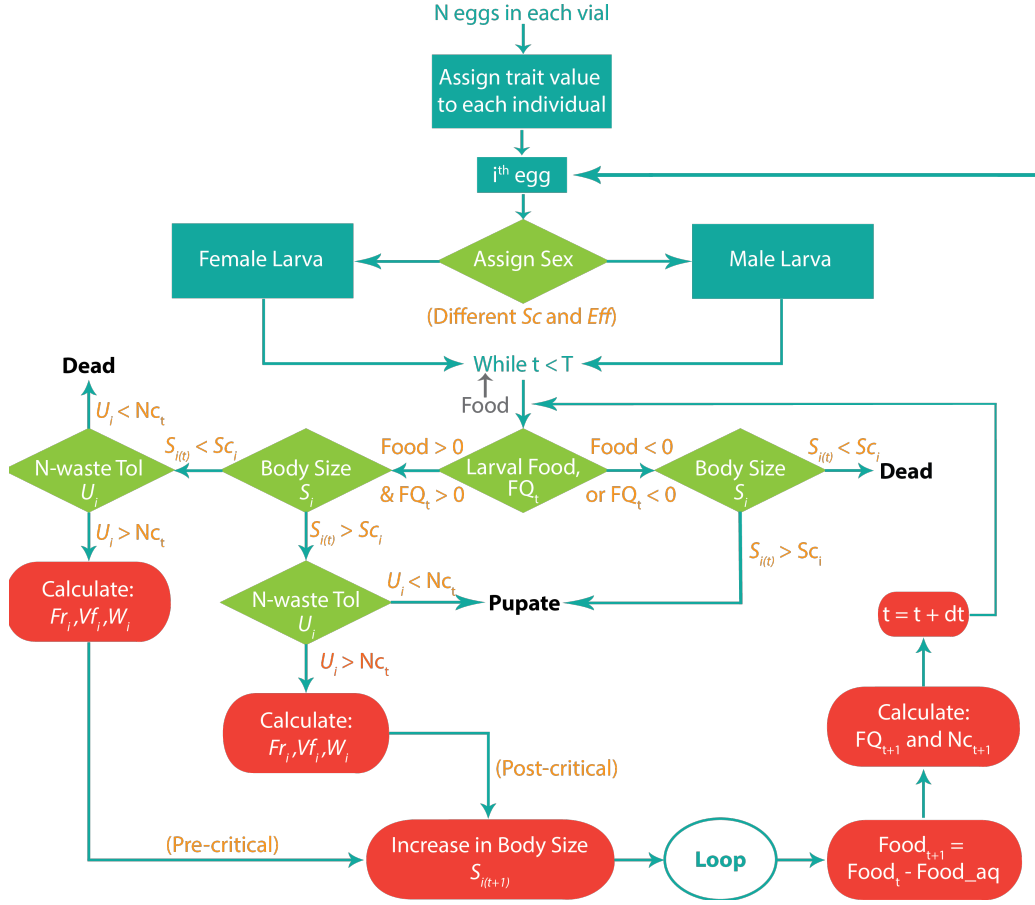 N eggs in each vial
Assign trait value
to each individual
iᵗʰ egg
Female Larva
Assign Sex
Male Larva
(Different Sc and Eff)
While t < T
Food
Dead
Uᵢ < Ncₜ
N-waste Tol
Uᵢ
Sᵢ₍ₜ₎ < Scᵢ
Body Size
Sᵢ
Food > 0
& FQₜ > 0
Larval Food,
FQₜ
Food < 0
or FQₜ < 0
Body Size
Sᵢ
Sᵢ₍ₜ₎ < Scᵢ
Dead
Uᵢ > Ncₜ
Sᵢ₍ₜ₎ > Scᵢ
Sᵢ₍ₜ₎ > Scᵢ
Calculate:
Frᵢ,Vfᵢ,Wᵢ
N-waste Tol
Uᵢ
Uᵢ < Ncₜ
Pupate
t = t + dt
Uᵢ > Ncₜ
Calculate:
Frᵢ,Vfᵢ,Wᵢ
Calculate:
FQₜ₊₁ and Ncₜ₊₁
(Post-critical)
(Pre-critical)
Increase in Body Size
Sᵢ₍ₜ₊₁₎
Loop
Foodₜ₊₁ =
Foodₜ - Food_aq